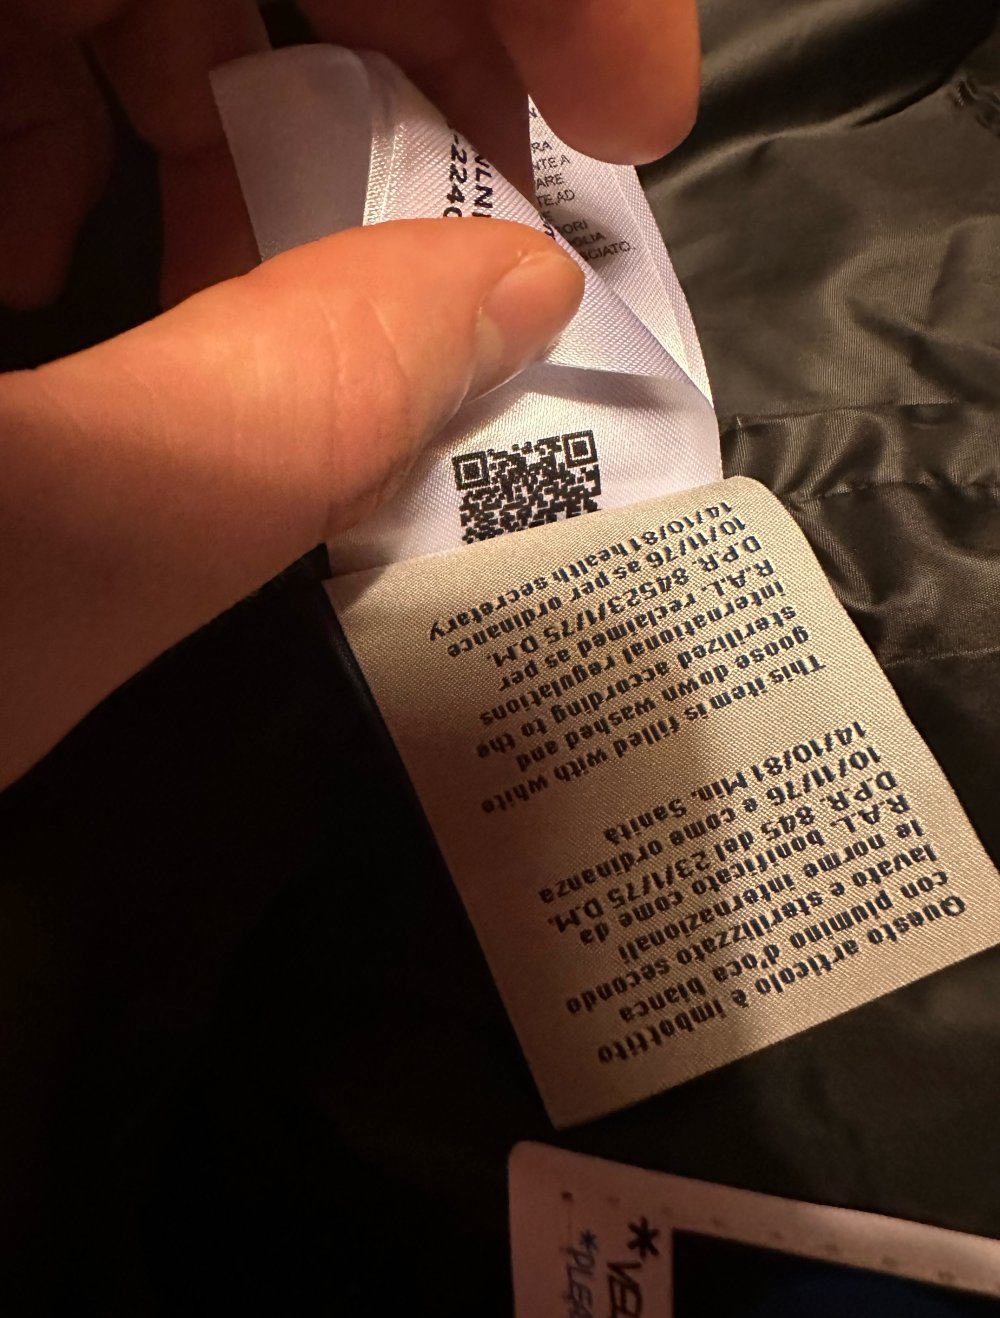 Questo articolo è imbottito
con piumino d'oca bianca
lavato e sterilizzato secondo
le norme internazionali
R.A.L. bonificato come da
D.P.R. 845 del 23/1/75 D.M.
10/11/76 e come ordinanza
14/10/81 Min. Sanità
This item is filled with white
goose down washed and
sterilized according to the
international regulations
R.A.L. reclaimed as per
D.P.R. 84523/1/75 D.M.
10/11/76 as per ordinance
14/10/81health secretary